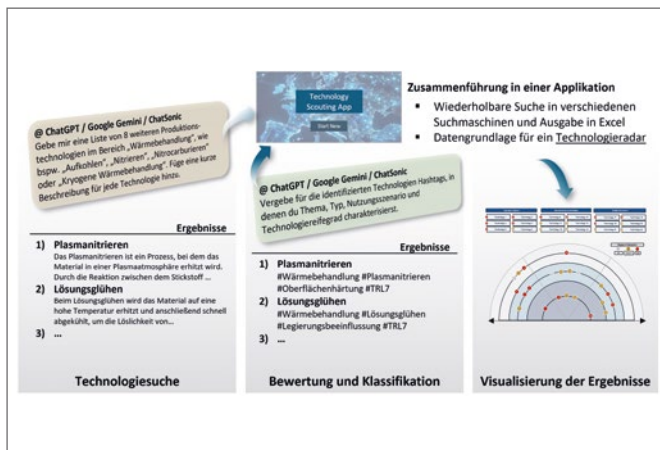 @ ChatGPT / Google Gemini / ChatSonic
Gebe mir eine Liste von 8 weiteren Produktions-
technologien im Bereich „Wärmebehandlung", wie
bspw. „Aufkohlen", „Nitrieren", „Nitrocarburieren"
oder „Kryogene Wärmebehandlung". Füge eine kurze
Beschreibung für jede Technologie hinzu.
Ergebnisse
1) Plasmanitrieren
Das Plasmanitrieren ist ein Prozess, bei dem das
Material in einer Plasmaatmosphäre erhitzt wird.
Durch die Reaktion zwischen dem Stickstoff ...
2) Lösungsglühen
Beim Lösungsglühen wird das Material auf eine
hohe Temperatur erhitzt und anschließend schnell
abgekühlt, um die Löslichkeit von...
3) ...
Technologiesuche
Technology
Scouting App
Start Now
@ ChatGPT / Google Gemini / ChatSonic
Vergebe für die identifizierten Technologien Hashtags, in
denen du Thema, Typ, Nutzungsszenario und
Technologiereifegrad charakterisierst.
Ergebnisse
1) Plasmanitrieren
#Wärmebehandlung #Plasmanitrieren
#Oberflächenhärtung #TRL7
2) Lösungsglühen
#Wärmebehandlung #Lösungsglühen
#Legierungsbeeinflussung #TRL7
3) ...
Bewertung und Klassifikation
Zusammenführung in einer Applikation
▪ Wiederholbare Suche in verschiedenen
Suchmaschinen und Ausgabe in Excel
▪ Datengrundlage für ein Technologieradar
Visualisierung der Ergebnisse